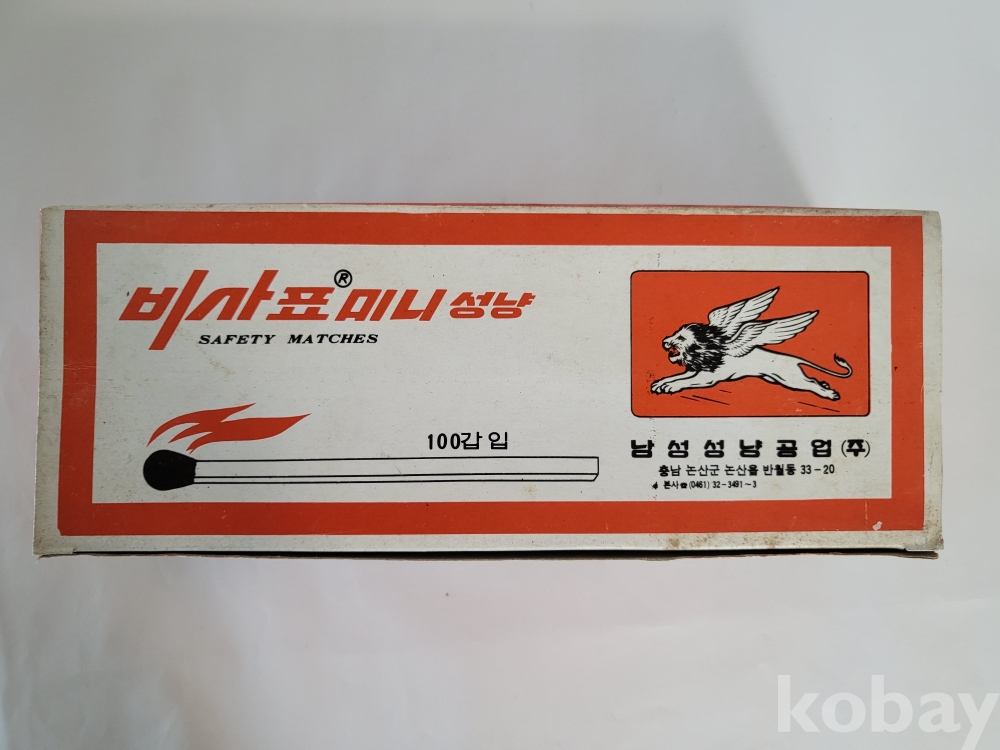 비사표® 미니 성냥
SAFETY MATCHES
100갑 입
남성성냥공업(주)
충남 논산군 논산읍 반월동 33-20
본사☎(0461) 32-3491~3
kobay